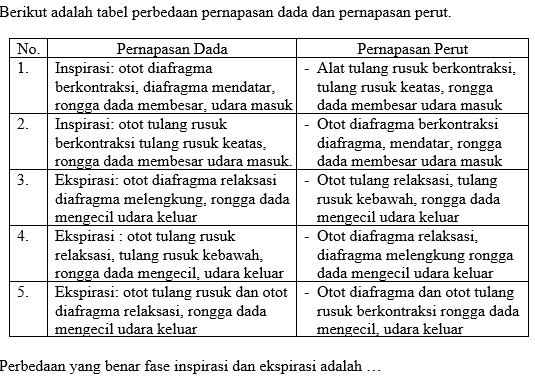 Berikut adalah tabel perbedaan pernapasan dada dan pernapasan perut.
No. Pernapasan Dada Pernapasan Perut
1. Inspirasi: otot diafragma - Alat tulang rusuk berkontraksi,
berkontraksi, diafragma mendatar, tulang rusuk keatas, rongga
rongga dada membesar, udara masuk dada membesar udara masuk
2. Inspirasi: otot tulang rusuk - Otot diafragma berkontraksi
berkontraksi tulang rusuk keatas, diafragma, mendatar, rongga
rongga dada membesar udara masuk. dada membesar udara masuk
3. Ekspirasi: otot diafragma relaksasi - Otot tulang relaksasi, tulang
diafragma melengkung, rongga dada rusuk kebawah, rongga dada
mengecil udara keluar mengecil udara keluar
4. Ekspirasi : otot tulang rusuk - Otot diafragma relaksasi,
relaksasi, tulang rusuk kebawah, diafragma melengkung rongga
rongga dada mengecil, udara keluar dada mengecil udara keluar
5. Ekspirasi: otot tulang rusuk dan otot - Otot diafragma dan otot tulang
diafragma relaksasi, rongga dada rusuk berkontraksi rongga dada
mengecil udara keluar mengecil, udara keluar
Perbedaan yang benar fase inspirasi dan ekspirasi adalah …